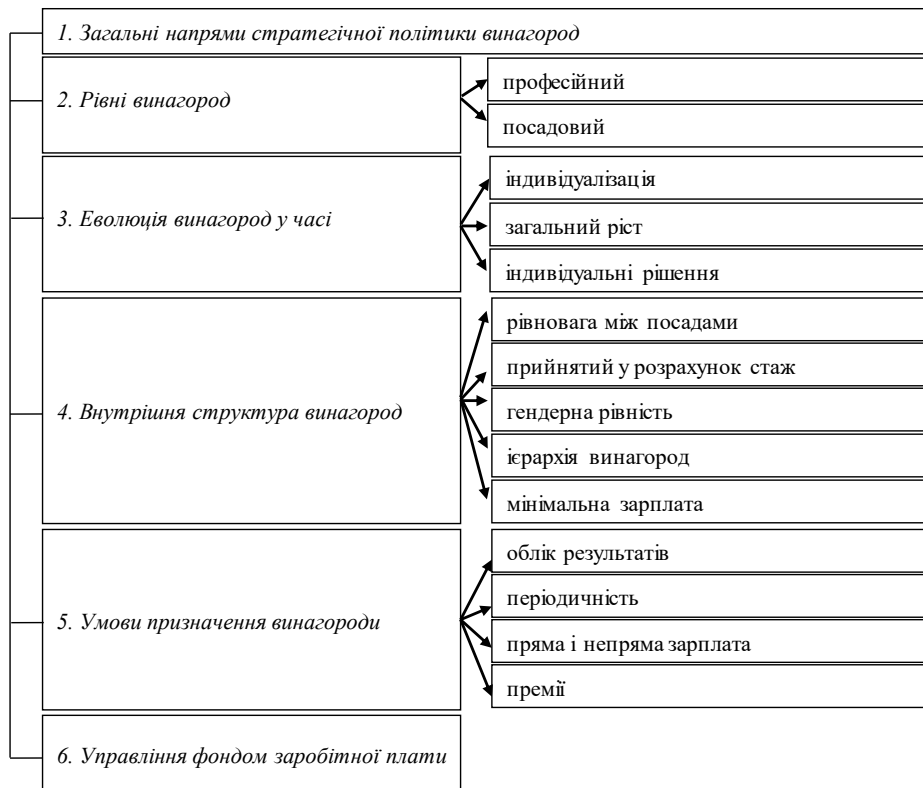 1. Загальні напрями стратегічної політики винагород
2. Рівні винагород
професійний
посадовий
3. Еволюція винагород у часі
індивідуалізація
загальний ріст
індивідуальні рішення
4. Внутрішня структура винагород
рівновага між посадами
прийнятий у розрахунок стаж
гендерна рівність
ієрархія винагород
мінімальна зарплата
5. Умови призначення винагороди
облік результатів
періодичність
пряма і непряма зарплата
премії
6. Управління фондом заробітної плати